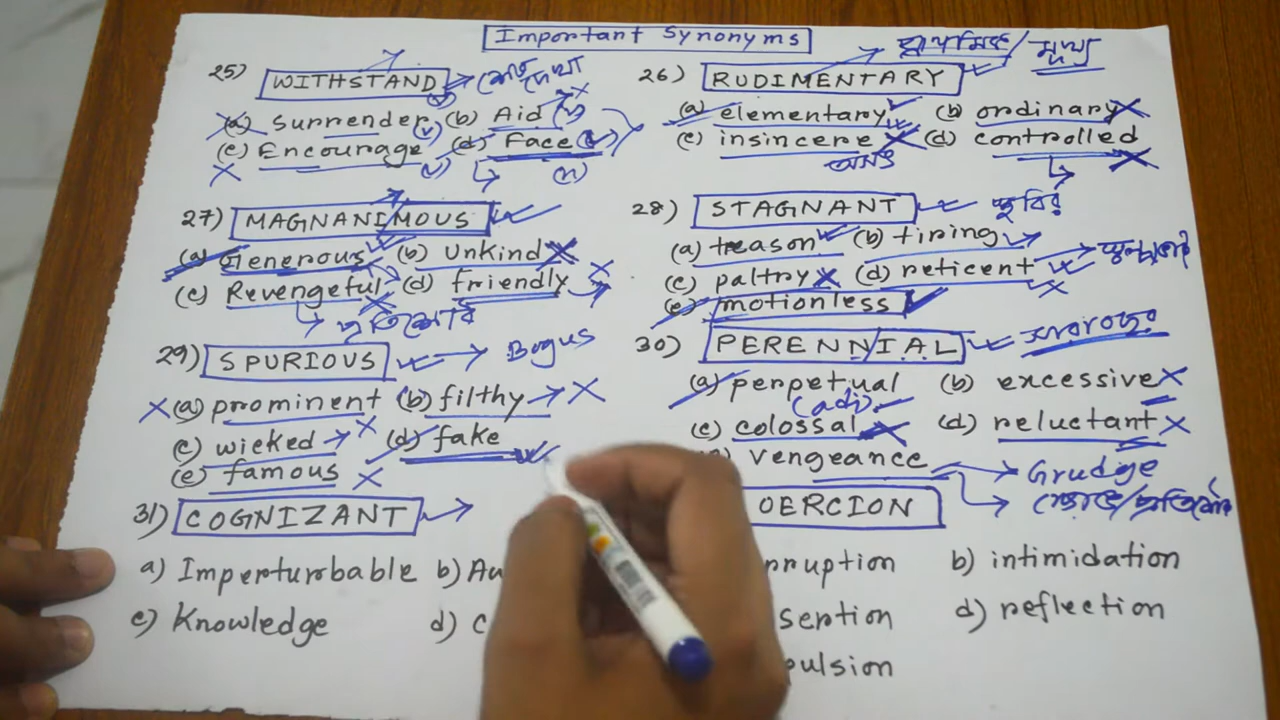 Important Synonyms
25) WITHSTAND
(a) Surrender (v) (b) Aid (v)
(c) Encourage (v) (d) Face (v)
(n)
26) RUDIMENTARY প্রাথমিক / মুখ্য
(a) elementary (b) ordinary
(c) insincere (d) controlled
27) MAGNANIMOUS
(a) Generous (b) Unkind
(c) Revengeful (d) friendly
28) STAGNANT স্থবির
(a) treason (b) tiring
(c) paltry (d) reticent
(e) motionless
29) SPURIOUS Bogus
(a) prominent (b) filthy
(c) wicked (d) fake
(e) famous
30) PERENNIAL
(a) perpetual (b) excessive
(adj)
(c) colossal (d) reluctant
vengeance Grudge
31) COGNIZANT
a) Imperturbable b)
c) Knowledge d)
OERCION
b) intimidation
d) reflection